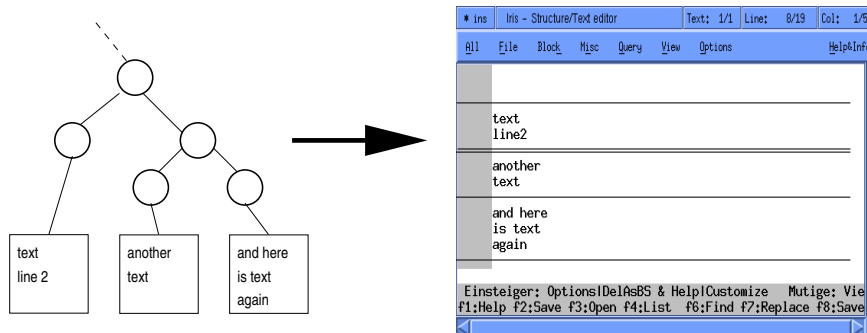 text
line 2
another
text
and here
is text
again
* ins Iris - Structure/Text editor Text: 1/1 Line: 8/19 Col: 1/5
All File Block Misc Query View Options Help&Inf
text
line2
another
text
and here
is text
again
Einsteiger: Options|DelAsBS & Help|Customize Mutige: Vie
f1:Help f2:Save f3:Open f4:List f6:Find f7:Replace f8:Save